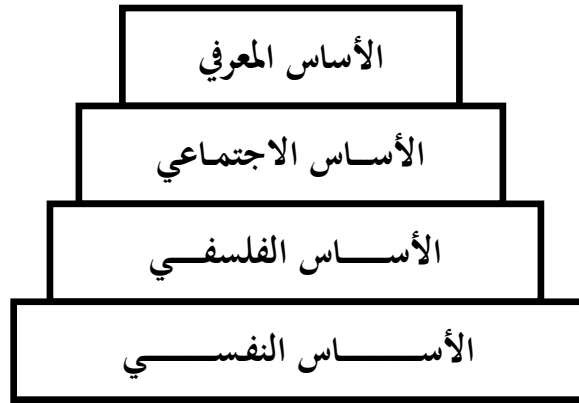 الأساس المعرفي
الأساس الاجتماعي
الأساس الفلسفي
الأساس النفسي